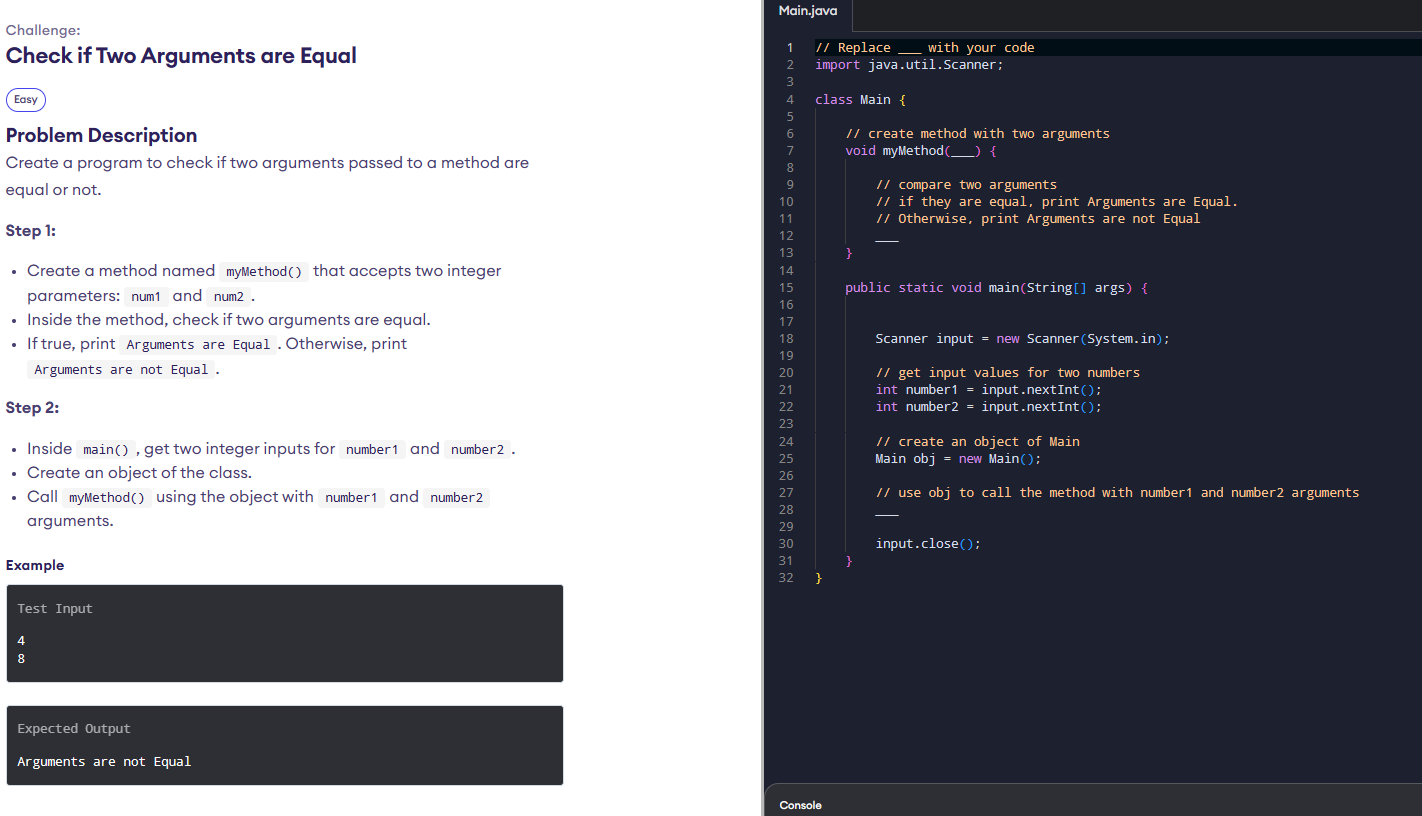 Challenge:
Check if Two Arguments are Equal
Easy
Problem Description
Create a program to check if two arguments passed to a method are
equal or not.
Step 1:
• Create a method named myMethod() that accepts two integer
parameters: num1 and num2 .
• Inside the method, check if two arguments are equal.
• If true, print Arguments are Equal . Otherwise, print
Arguments are not Equal .
Step 2:
• Inside main() , get two integer inputs for number1 and number2 .
• Create an object of the class.
• Call myMethod() using the object with number1 and number2
arguments.
Example
Test Input
4
8
Expected Output
Arguments are not Equal
Main.java
1 // Replace ___ with your code
2 import java.util.Scanner;
3
4 class Main {
5
6 // create method with two arguments
7 void myMethod(___) {
8
9 // compare two arguments
10 // if they are equal, print Arguments are Equal.
11 // Otherwise, print Arguments are not Equal
12 ___
13 }
14
15 public static void main(String[] args) {
16
17
18 Scanner input = new Scanner(System.in);
19
20 // get input values for two numbers
21 int number1 = input.nextInt();
22 int number2 = input.nextInt();
23
24 // create an object of Main
25 Main obj = new Main();
26
27 // use obj to call the method with number1 and number2 arguments
28 ___
29
30 input.close();
31 }
32 }
Console